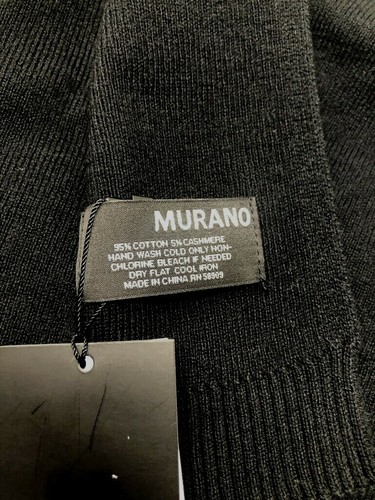 MURANO
95% COTTON 5% CASHMERE
HAND WASH COLD ONLY NON-
CHLORINE BLEACH IF NEEDED
DRY FLAT COOL IRON
MADE IN CHINA RN 58909